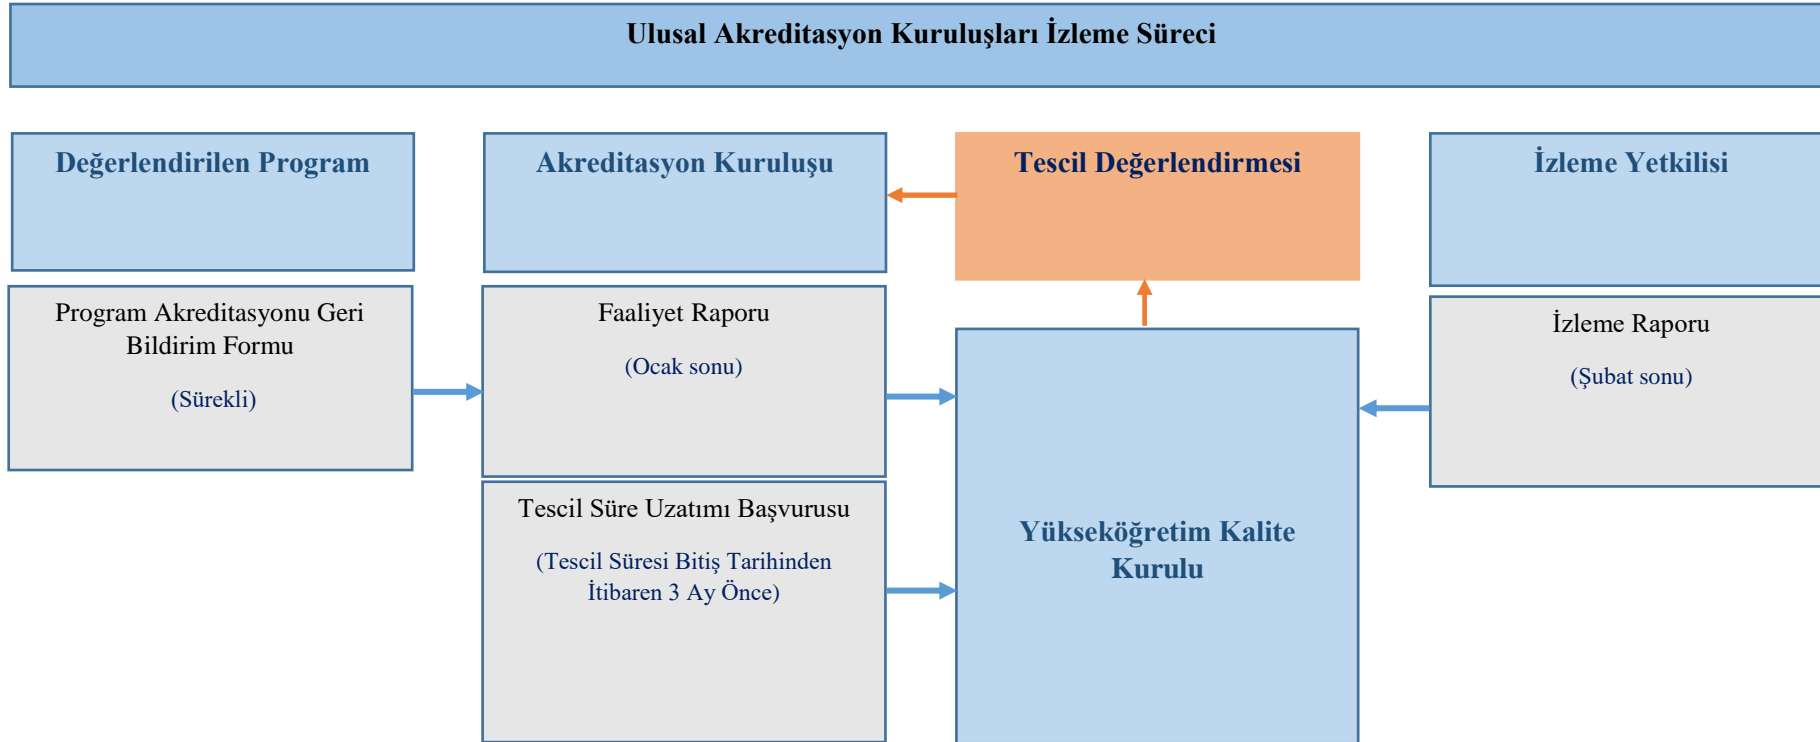 Ulusal Akreditasyon Kuruluşları İzleme Süreci
Değerlendirilen Program
Akreditasyon Kuruluşu
Tescil Değerlendirmesi
İzleme Yetkilisi
Program Akreditasyonu Geri
Bildirim Formu
(Sürekli)
Faaliyet Raporu
(Ocak sonu)
Tescil Süre Uzatımı Başvurusu
(Tescil Süresi Bitiş Tarihinden
İtibaren 3 Ay Önce)
Yükseköğretim Kalite
Kurulu
İzleme Raporu
(Şubat sonu)